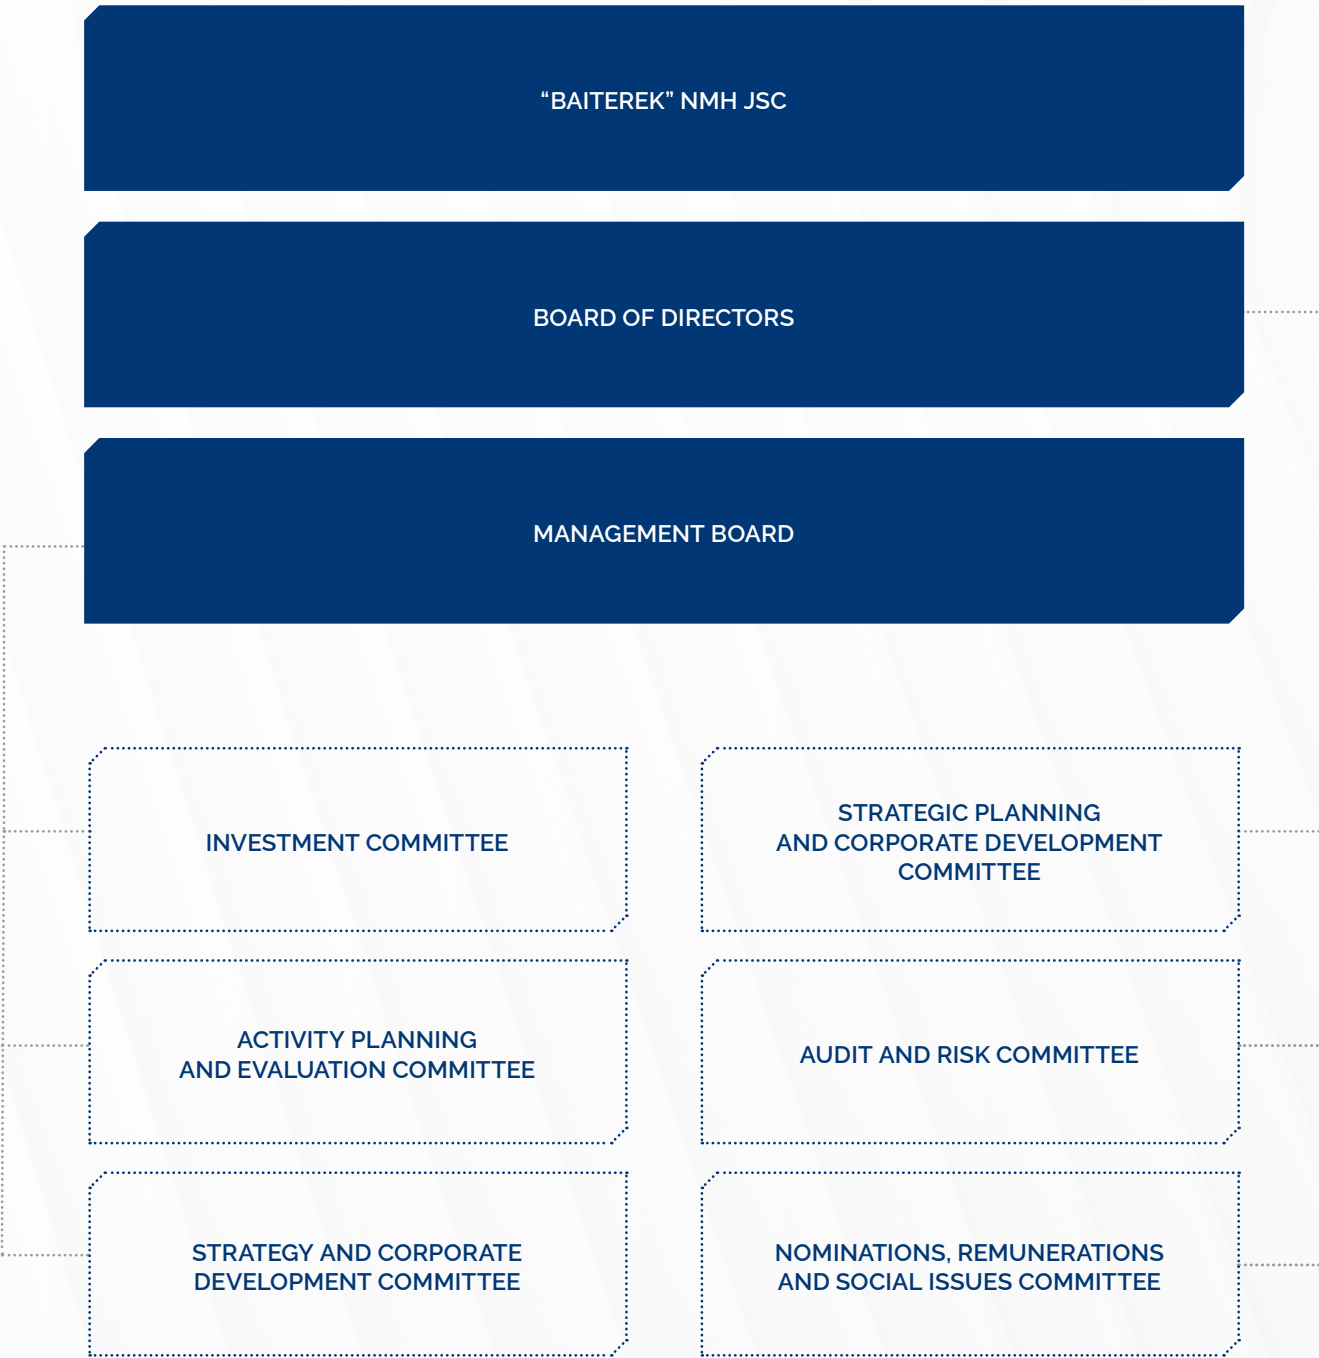 “BAITEREK” NMH JSC
BOARD OF DIRECTORS
MANAGEMENT BOARD
INVESTMENT COMMITTEE
STRATEGIC PLANNING
AND CORPORATE DEVELOPMENT
COMMITTEE
ACTIVITY PLANNING
AND EVALUATION COMMITTEE
AUDIT AND RISK COMMITTEE
STRATEGY AND CORPORATE
DEVELOPMENT COMMITTEE
NOMINATIONS, REMUNERATIONS
AND SOCIAL ISSUES COMMITTEE